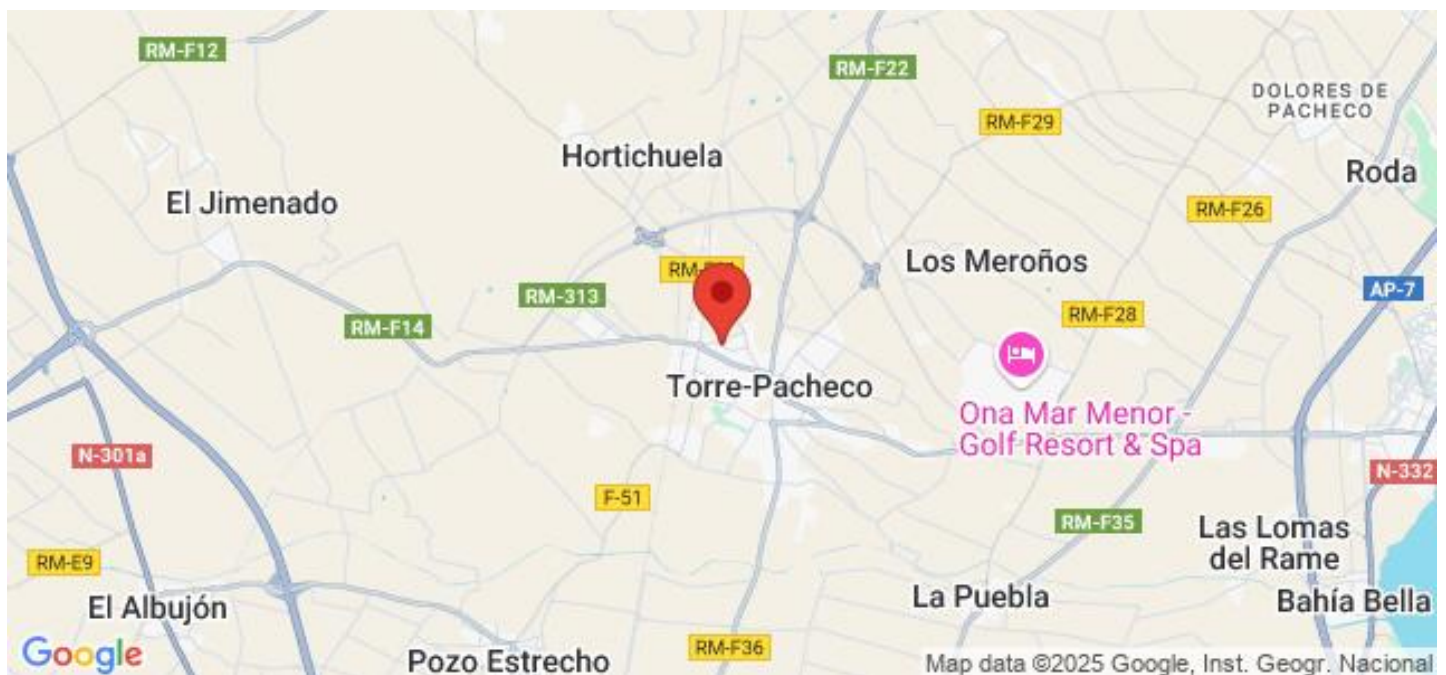 RM-F12
RM-F22
DOLORES DE
PACHECO
RM-F29
Hortichuela
Roda
El Jimenado
RM-F26
Los Meroños
RM-313
AP-7
RM-F14
RM-F28
Torre-Pacheco
Ona Mar Menor -
Golf Resort & Spa
N-301a
N-332
F-51
RM-F35
Las Lomas
del Rame
RM-E9
El Albujón
La Puebla
Bahía Bella
Google
Pozo Estrecho
RM-F36
Map data ©2025 Google, Inst. Geogr. Nacional